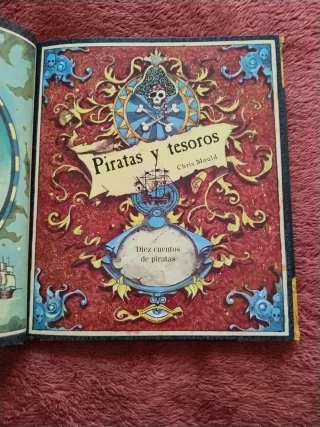 Piratas y tesoros
Chris Mould
Diez cuentos
de piratas